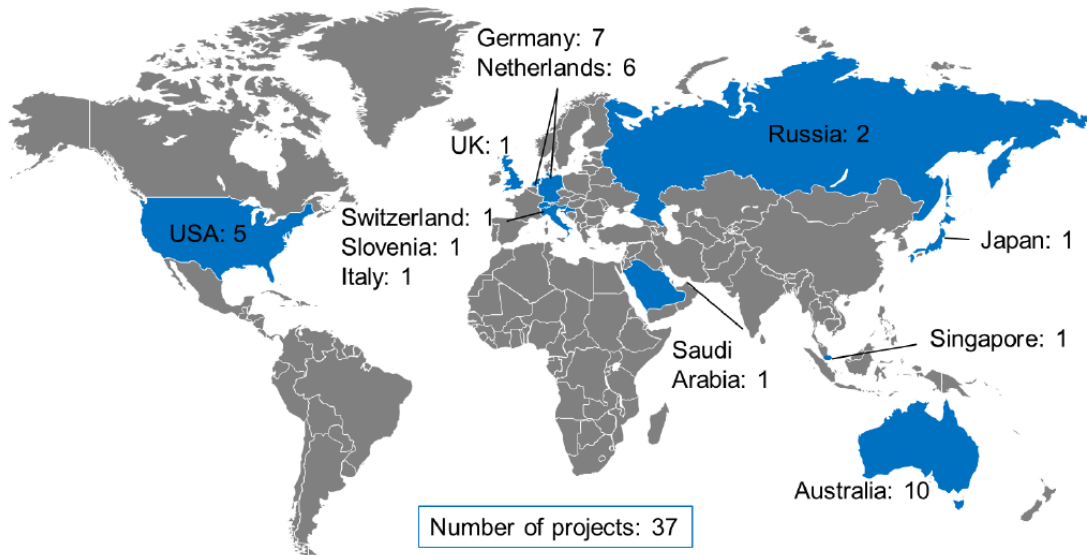 Germany: 7
Netherlands: 6
UK: 1
Russia: 2
Switzerland: 1
Slovenia: 1
Italy: 1
USA: 5
Japan: 1
Singapore: 1
Saudi
Arabia: 1
Australia: 10
Number of projects: 37